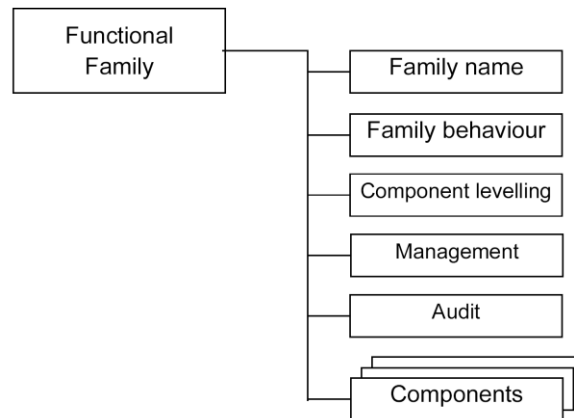 Functional
Family
Family name
Family behaviour
Component levelling
Management
Audit
Components